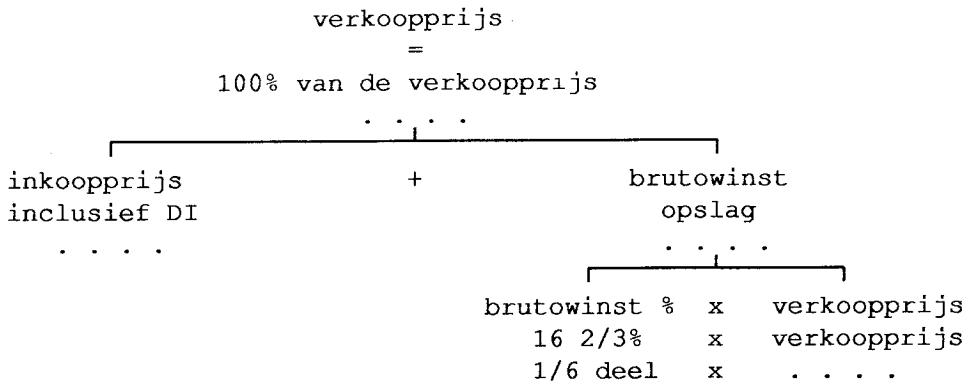 verkoopprijs
=
100% van de verkoopprijs
. . . .
inkoopprijs + brutowinst
inclusief DI opslag
. . . . . . . .
brutowinst % x verkoopprijs
16 2/3% x verkoopprijs
1/6 deel x . . . .